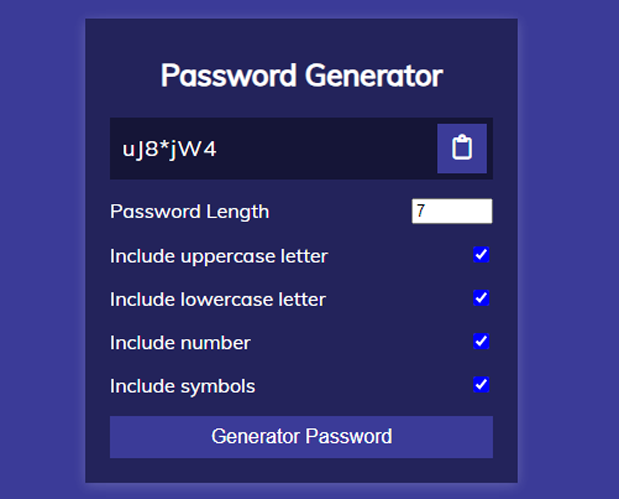 Password Generator
uJ8*jW4
Password Length 7
Include uppercase letter
Include lowercase letter
Include number
Include symbols
Generator Password